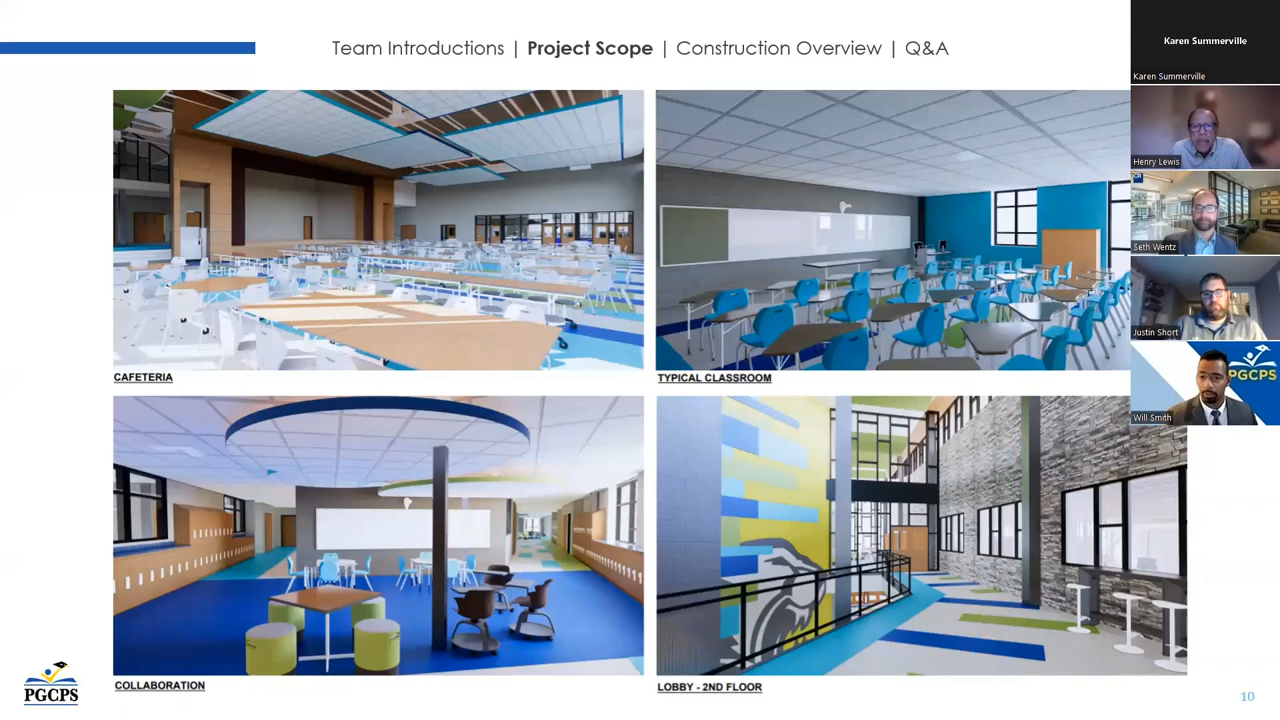 Team Introductions | Project Scope | Construction Overview | Q&A
Karen Summerville
Karen Summerville
Henry Lewis
Seth Wentz
Justin Short
PGCPS
Will Smith
CAFETERIA
TYPICAL CLASSROOM
COLLABORATION
LOBBY - 2ND FLOOR
PGCPS
10